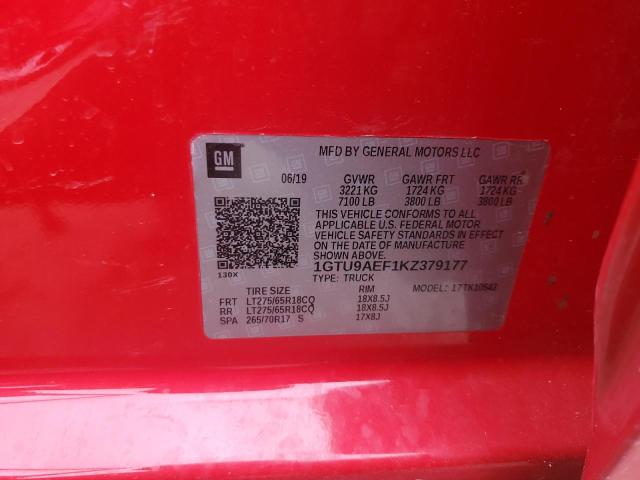 GM
MFD BY GENERAL MOTORS LLC
06/19 GVWR GAWR FRT GAWR RR
3221 KG 1724 KG 1724 KG
7100 LB 3800 LB 3800 LB
THIS VEHICLE CONFORMS TO ALL
APPLICABLE U.S. FEDERAL MOTOR
VEHICLE SAFETY STANDARDS IN EFFECT
ON THE DATE OF MANUFACTURE
SHOWN ABOVE.
130X 1GTU9AEF1KZ379177
TYPE: TRUCK
TIRE SIZE RIM MODEL: 17TK10543
FRT LT275/65R18CQ 18X8.5J
RR LT275/65R18CQ 18X8.5J
SPA 265/70R17 S 17X8J